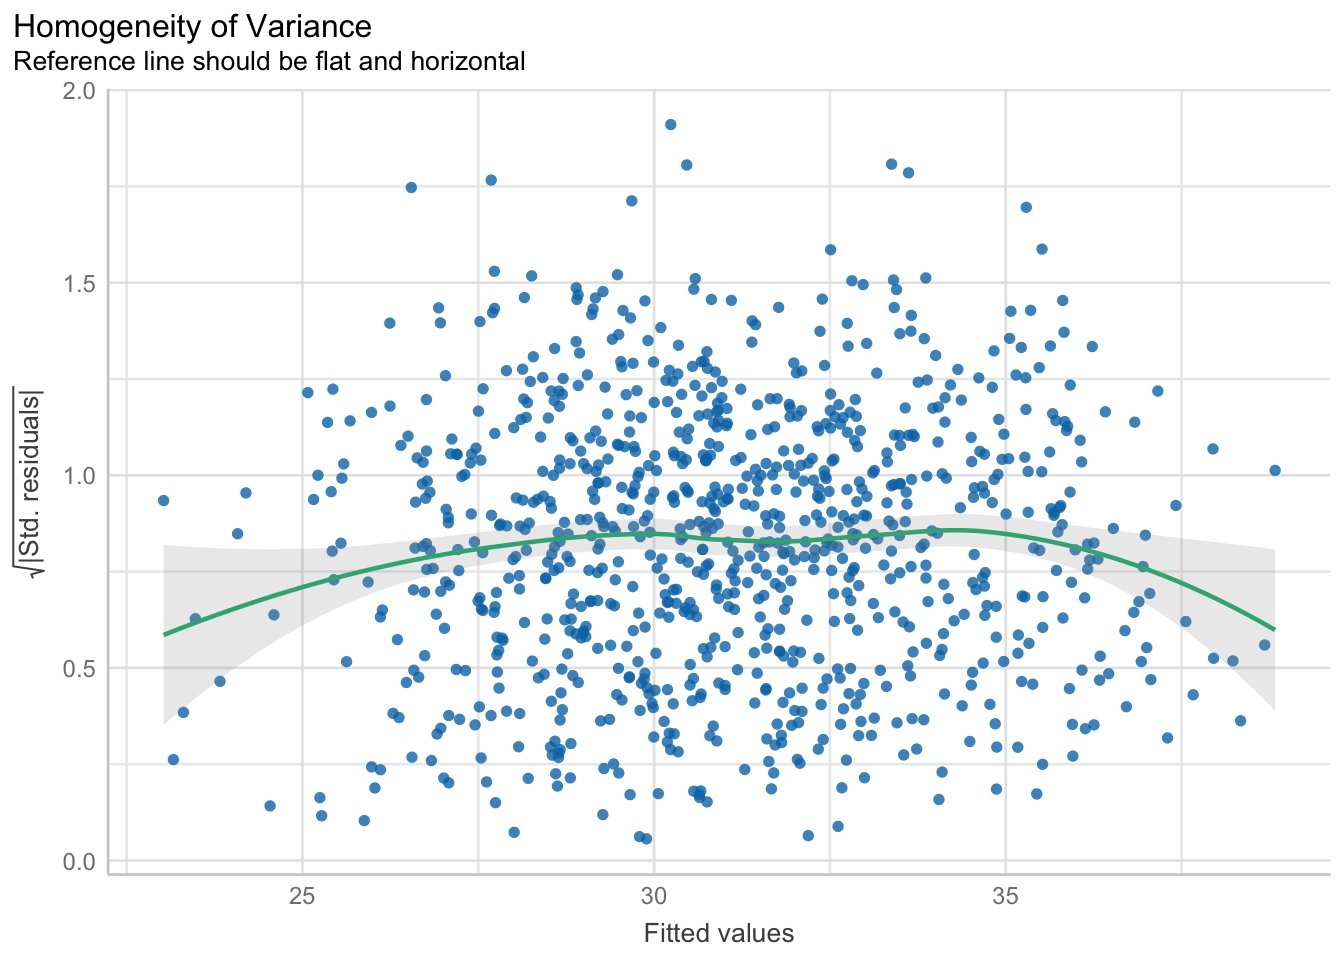 Homogeneity of Variance
Reference line should be flat and horizontal
√|Std. residuals|
2.0
1.5
1.0
0.5
0.0
25 30 35
Fitted values